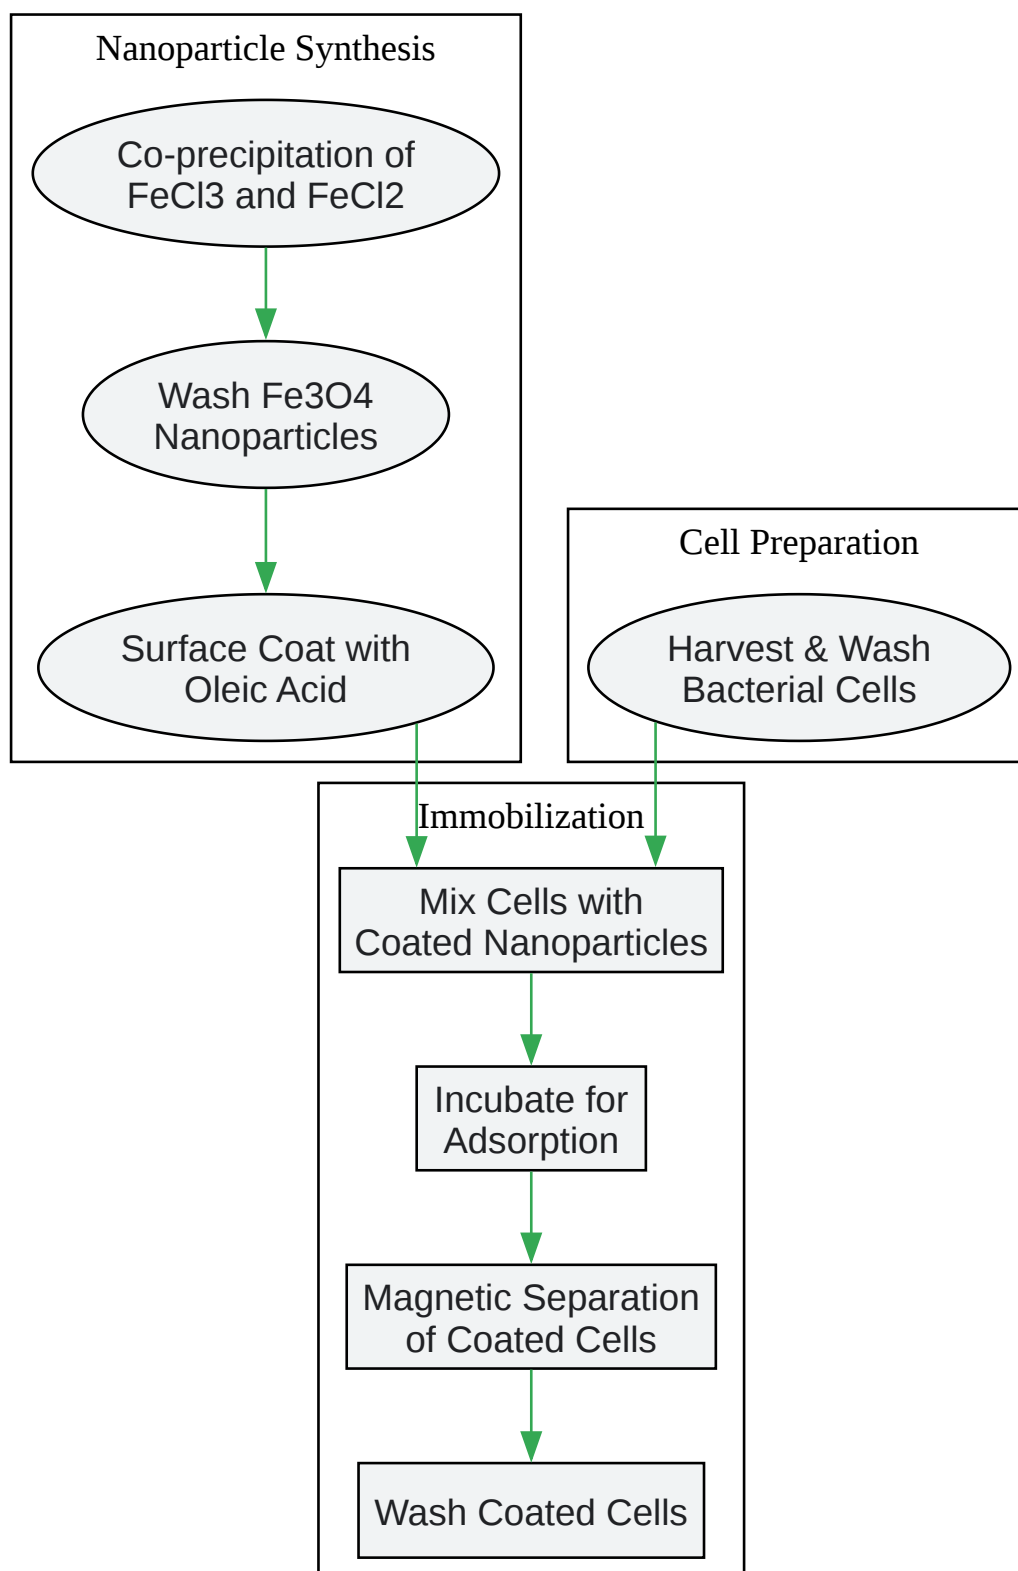 Nanoparticle Synthesis
Co-precipitation of
FeCl3 and FeCl2
Wash Fe3O4
Nanoparticles
Surface Coat with
Oleic Acid
Cell Preparation
Harvest & Wash
Bacterial Cells
Immobilization
Mix Cells with
Coated Nanoparticles
Incubate for
Adsorption
Magnetic Separation
of Coated Cells
Wash Coated Cells